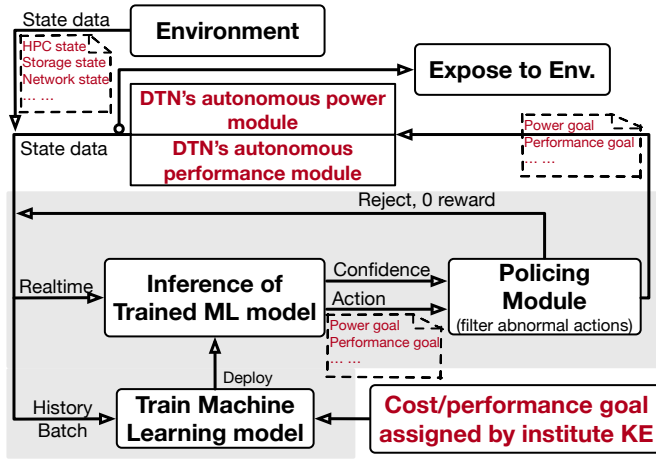 State data
Environment
HPC state
Storage state
Network state
... ...
Expose to Env.
DTN's autonomous power
module
DTN's autonomous
performance module
State data
Power goal
Performance goal
... ...
Reject, 0 reward
Realtime
Inference of
Trained ML model
Confidence
Action
Policing
Module
(filter abnormal actions)
Power goal
Performance goal
... ...
Deploy
History
Batch
Train Machine
Learning model
Cost/performance goal
assigned by institute KE